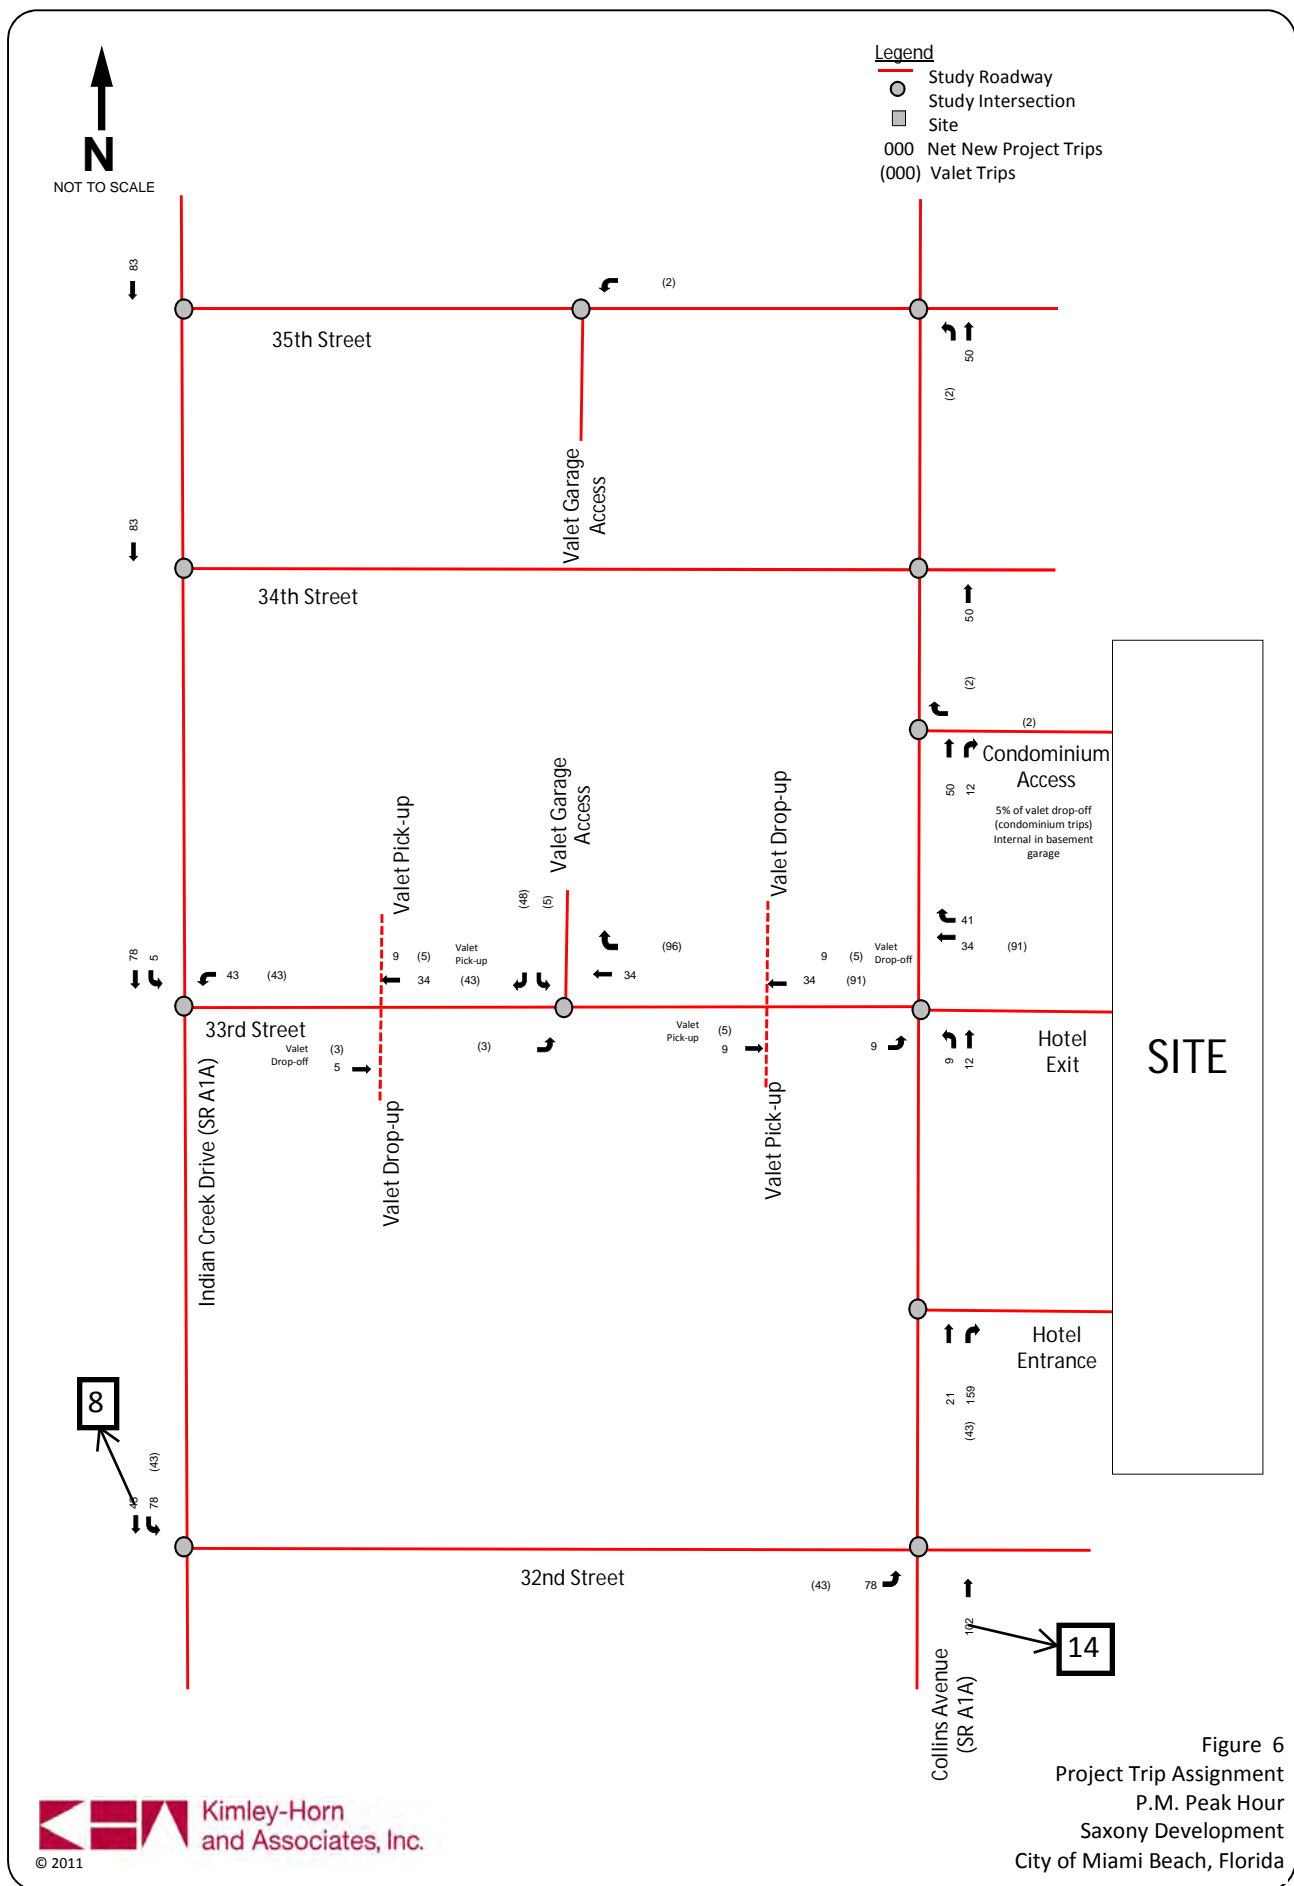 Legend
Study Roadway
Study Intersection
Site
000 Net New Project Trips
(000) Valet Trips
N
NOT TO SCALE
83
(2)
35th Street
50
(2)
Valet Garage
Access
83
34th Street
50
(2)
(2)
Condominium
Access
50
12
5% of valet drop-off
(condominium trips)
Internal in basement
garage
Valet Pick-up
Valet Garage
Access
Valet Drop-up
(48)
(5)
41
34 (91)
78
5
43 (43)
9 (5) Valet
Pick-up
34 (43)
(96)
34
9 (5) Valet
Drop-off
34 (91)
33rd Street
Valet
Drop-off
(3)
5
(3)
Valet
Pick-up
(5)
9
9
9
12
Hotel
Exit
SITE
Indian Creek Drive (SR A1A)
Valet Drop-up
Valet Pick-up
Hotel
Entrance
21
159
(43)
8
(43)
48
78
32nd Street
(43) 78
102
14
Collins Avenue
(SR A1A)
Figure 6
Project Trip Assignment
P.M. Peak Hour
Saxony Development
City of Miami Beach, Florida
Kimley-Horn
and Associates, Inc.
© 2011